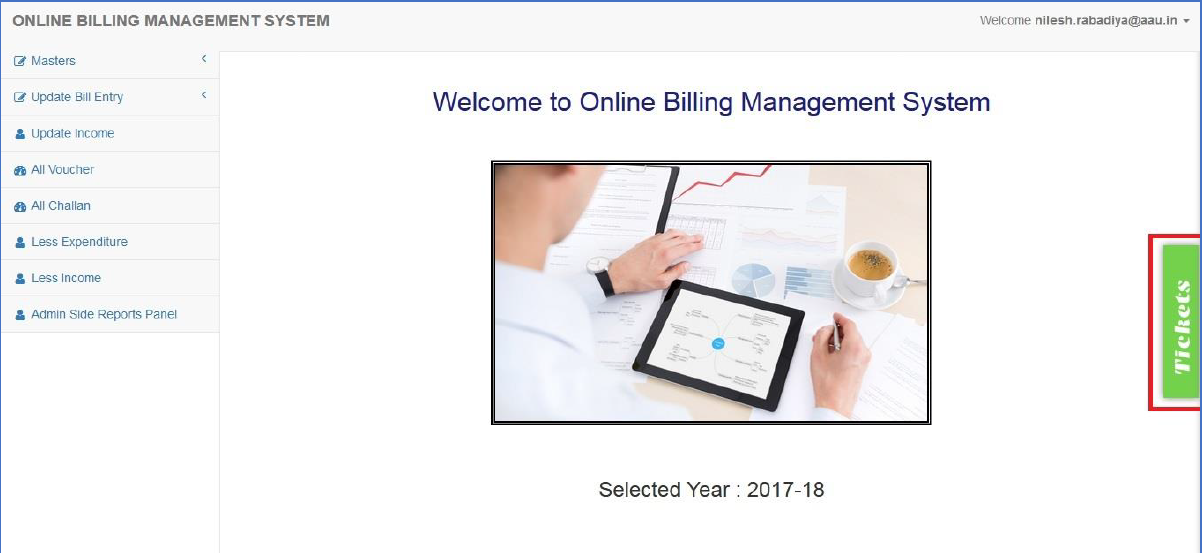 ONLINE BILLING MANAGEMENT SYSTEM
Welcome nilesh.rabadiya@aau.in
Masters
Update Bill Entry
Update Income
All Voucher
All Challan
Less Expenditure
Less Income
Admin Side Reports Panel
Welcome to Online Billing Management System
Tickets
Selected Year : 2017-18